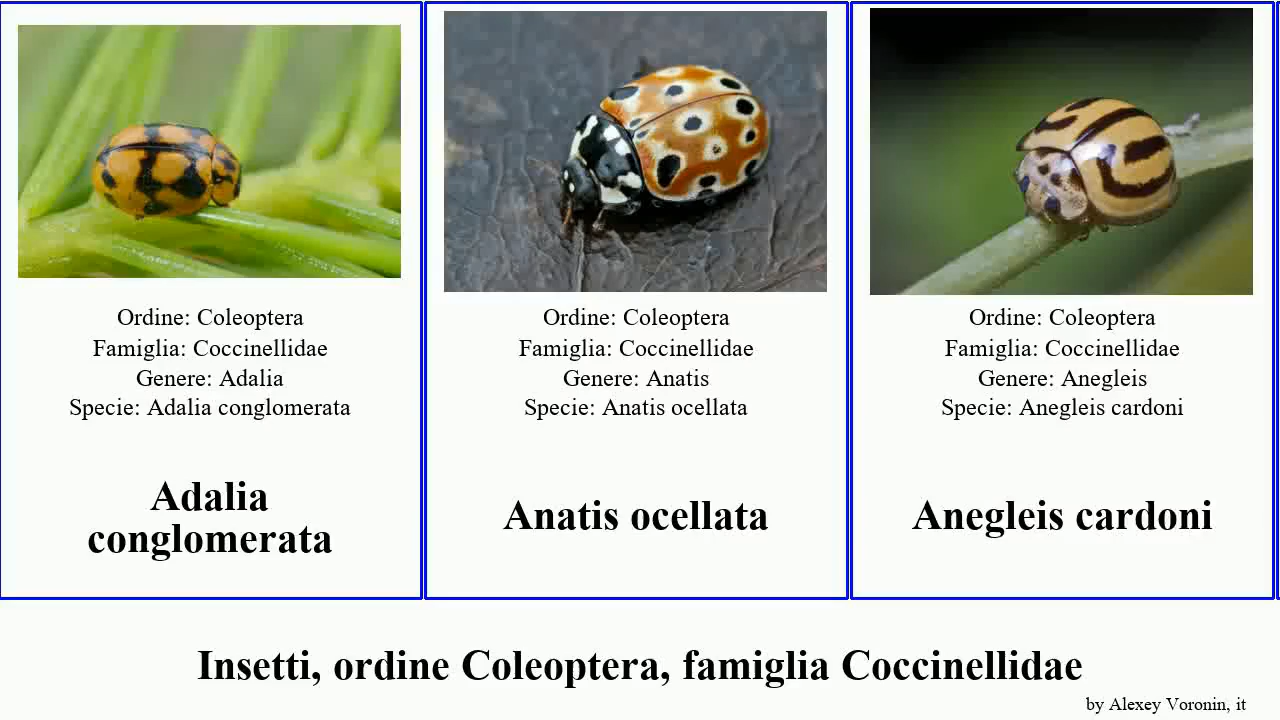 Ordine: Coleoptera
Famiglia: Coccinellidae
Genere: Adalia
Specie: Adalia conglomerata
Adalia
conglomerata
Ordine: Coleoptera
Famiglia: Coccinellidae
Genere: Anatis
Specie: Anatis ocellata
Anatis ocellata
Ordine: Coleoptera
Famiglia: Coccinellidae
Genere: Anegleis
Specie: Anegleis cardoni
Anegleis cardoni
Insetti, ordine Coleoptera, famiglia Coccinellidae
by Alexey Voronin, it